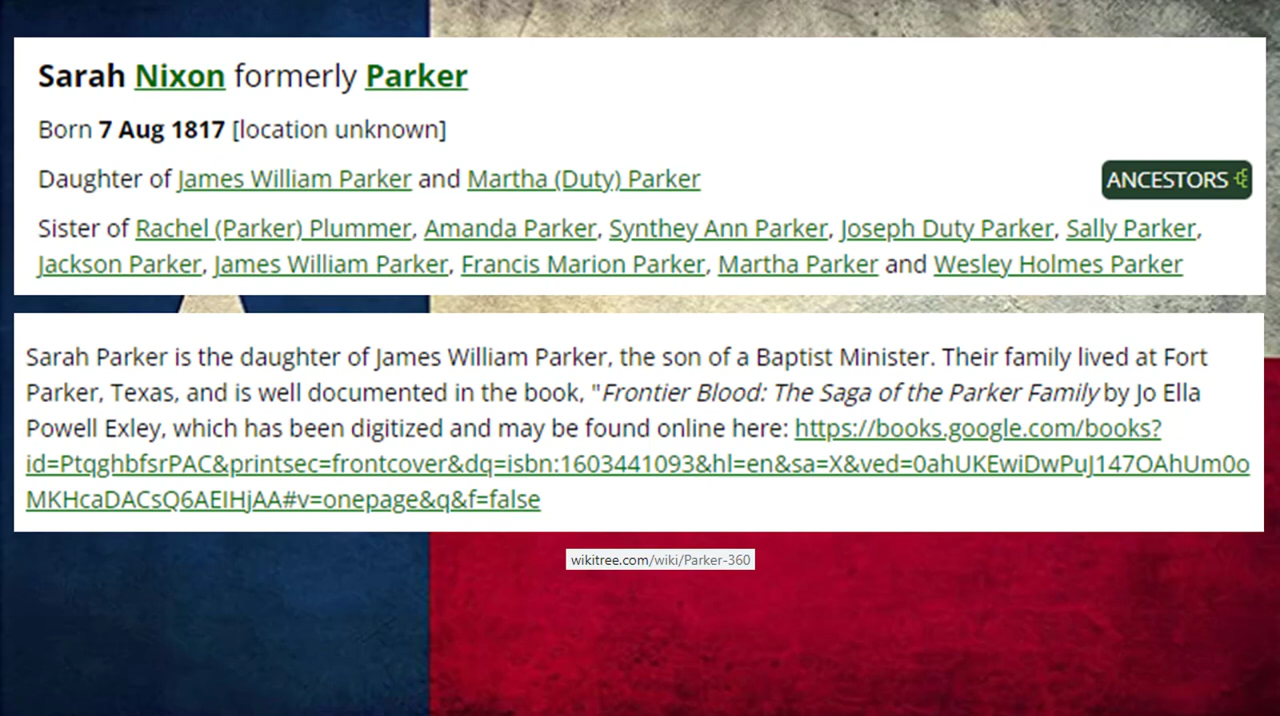 Sarah Nixon formerly Parker
Born 7 Aug 1817 [location unknown]
Daughter of James William Parker and Martha (Duty) Parker
ANCESTORS
Sister of Rachel (Parker) Plummer, Amanda Parker, Synthey Ann Parker, Joseph Duty Parker, Sally Parker,
Jackson Parker, James William Parker, Francis Marion Parker, Martha Parker and Wesley Holmes Parker
Sarah Parker is the daughter of James William Parker, the son of a Baptist Minister. Their family lived at Fort
Parker, Texas, and is well documented in the book, "Frontier Blood: The Saga of the Parker Family by Jo Ella
Powell Exley, which has been digitized and may be found online here: https://books.google.com/books?
id=PtqghbfsrPAC&printsec=frontcover&dq=isbn:1603441093&hl=en&sa=X&ved=0ahUKEwiDwPuJ147OAhUm0o
MKHcaDACsQ6AEIHjAA#v=onepage&q&f=false
wikitree.com/wiki/Parker-360